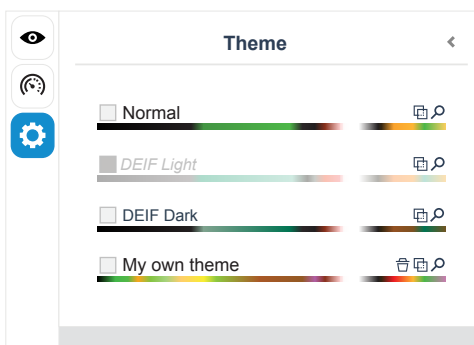 Theme
Normal
DEIF Light
DEIF Dark
My own theme